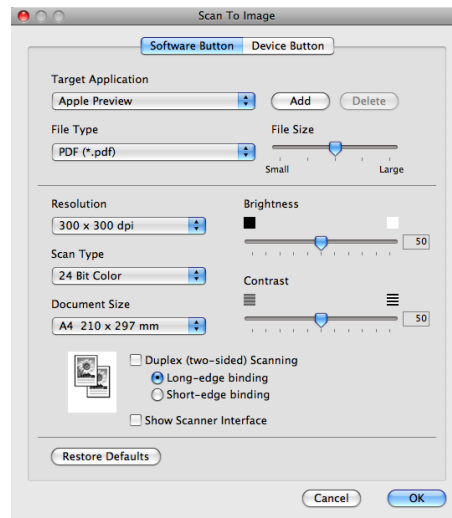 Scan To Image
Software Button Device Button
Target Application
Apple Preview Add Delete
File Type File Size
PDF (*.pdf)
Small Large
Resolution Brightness
300 x 300 dpi
50
Scan Type
24 Bit Color Contrast
Document Size
A4 210 x 297 mm 50
Duplex (two-sided) Scanning
Long-edge binding
Short-edge binding
Show Scanner Interface
Restore Defaults
Cancel OK